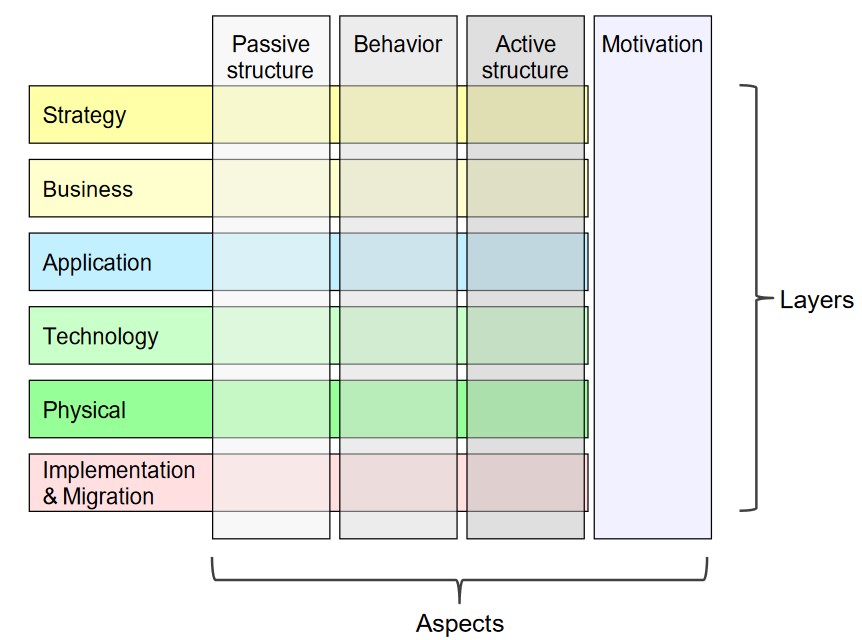 Passive
structure
Behavior
Active
structure
Motivation
Strategy
Business
Application
Technology
Physical
Implementation
& Migration
Layers
Aspects